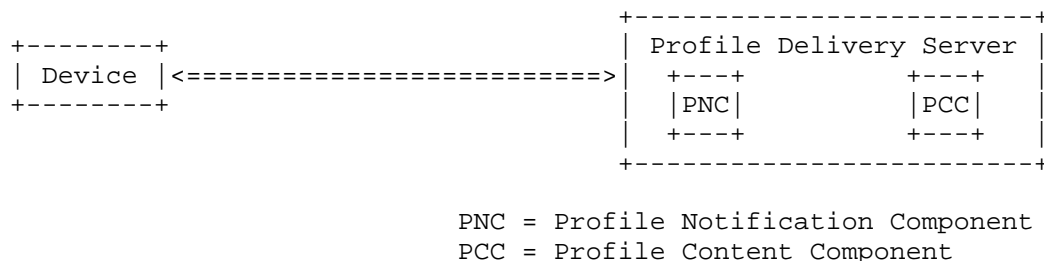 Profile Delivery Server
Device
PNC PCC
PNC = Profile Notification Component
PCC = Profile Content Component